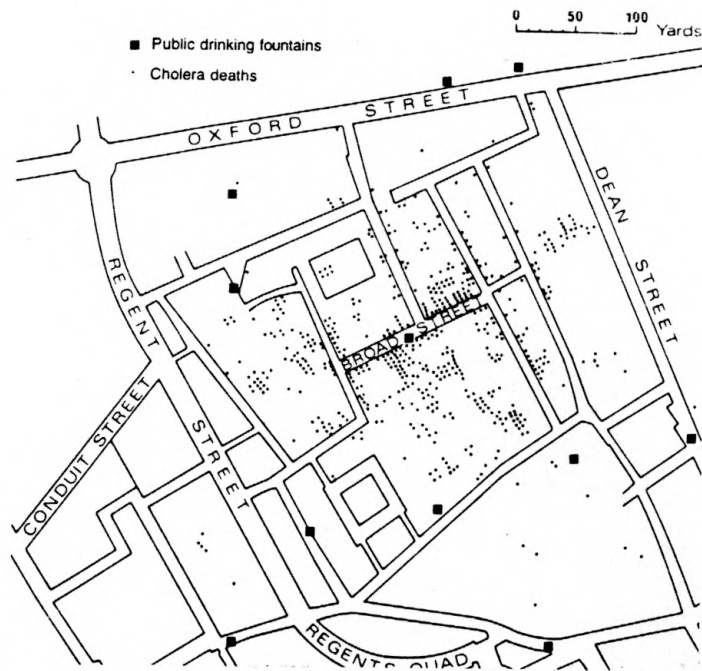 0 50 100
Yards
Public drinking fountains
Cholera deaths
OXFORD STREET
DEAN STREET
REGENT STREET
BROAD STREET
CONDUIT STREET
REGENTS QUAD